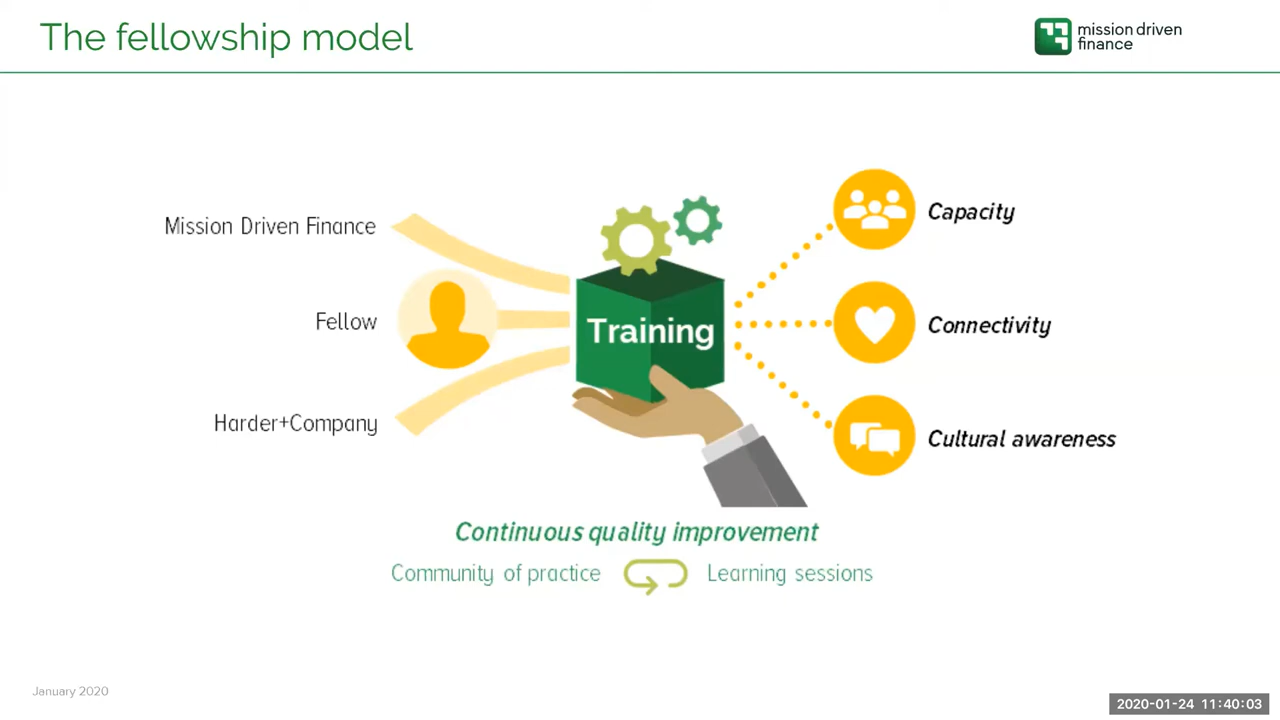 The fellowship model
mission driven
finance
Mission Driven Finance
Fellow
Harder+Company
Training
Capacity
Connectivity
Cultural awareness
Continuous quality improvement
Community of practice
Learning sessions
January 2020
2020-01-24 11:40:03